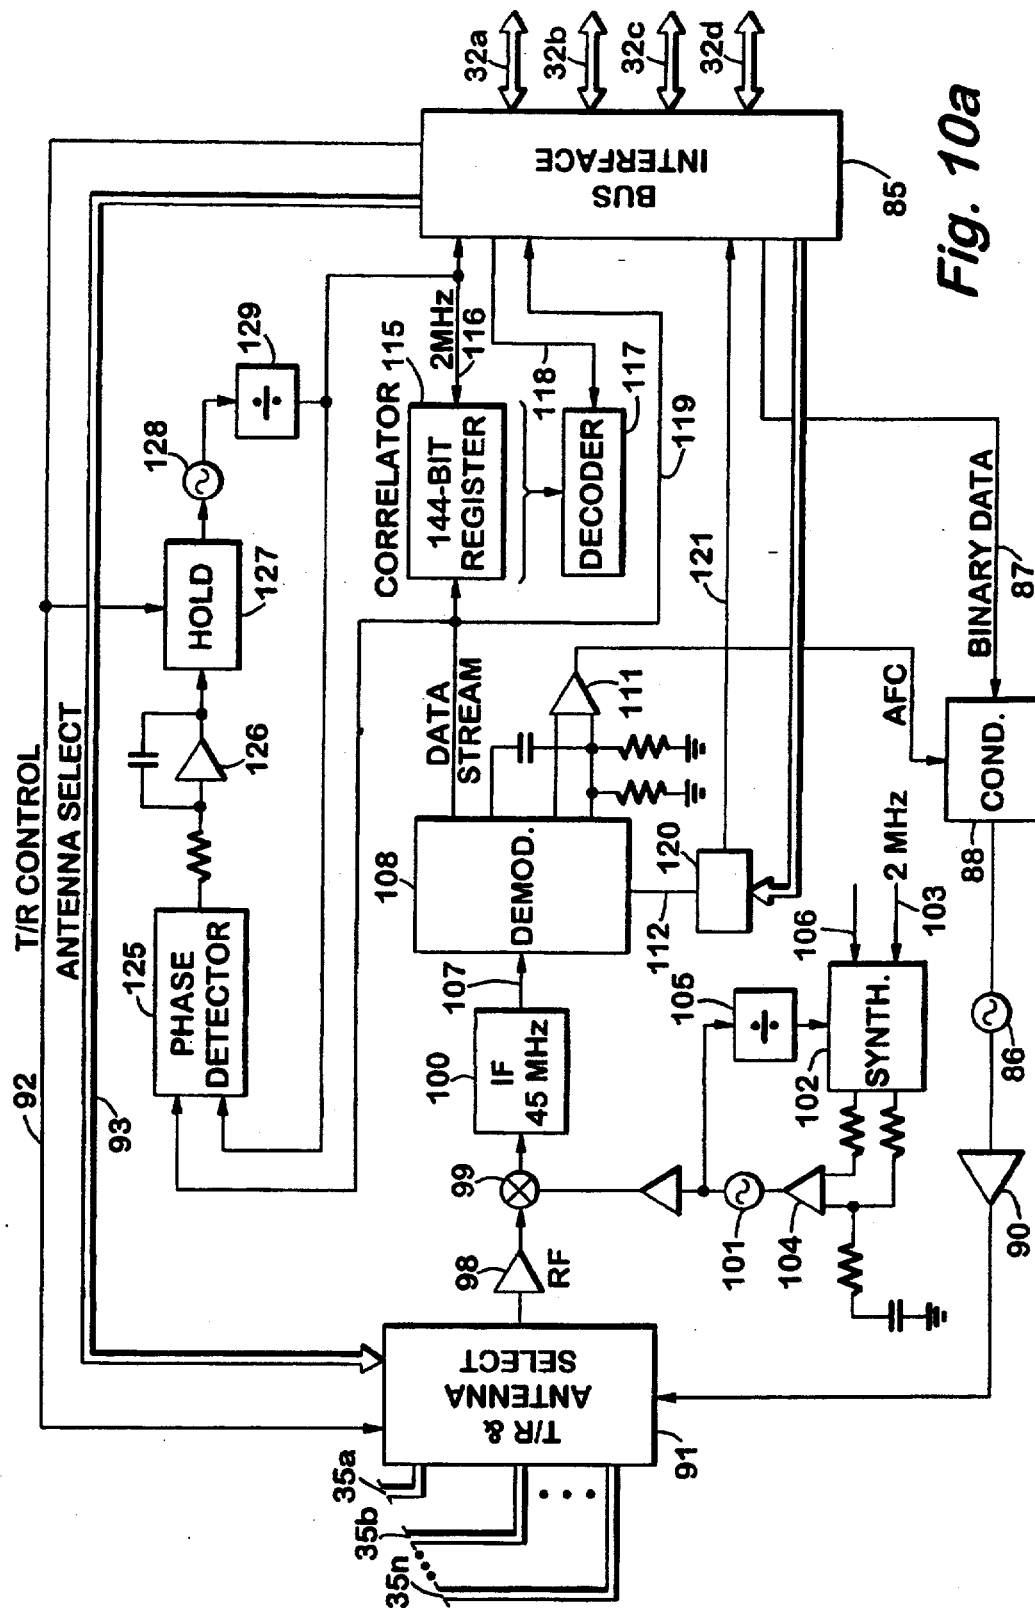 92
T/R CONTROL
ANTENNA SELECT
93
125
PHASE
DETECTOR
126
HOLD
127
128
129
÷
35a
35b
35n
T/R &
ANTENNA
SELECT
91
98
RF
99
100
IF
45 MHz
107
108
DEMOD.
DATA
STREAM
CORRELATOR
115
144-BIT
REGISTER
2MHz
116
118
DECODER
117
119
BUS
INTERFACE
85
32a
32b
32c
32d
111
112
120
121
101
104
102
SYNTH.
105
÷
106
2 MHz
103
AFC
BINARY DATA
87
88
COND.
86
90
Fig. 10a